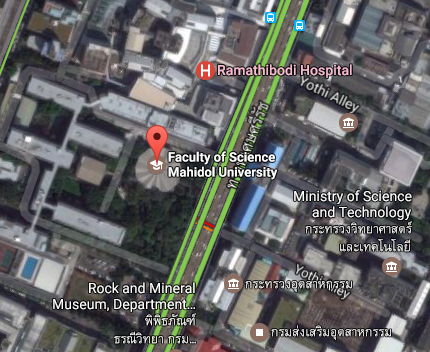 H Ramathibodi Hospital
Yothi Alley
Faculty of Science
Mahidol University
Ministry of Science
and Technology
กระทรวงวิทยาศาสตร์
และเทคโนโลยี
Yothi Alley
กระทรวงอุตสาหกรรม
Rock and Mineral
Museum, Department...
พิพิธภัณฑ์
ธรณีวิทยา กรม...
กรมส่งเสริมอุตสาหกรรม